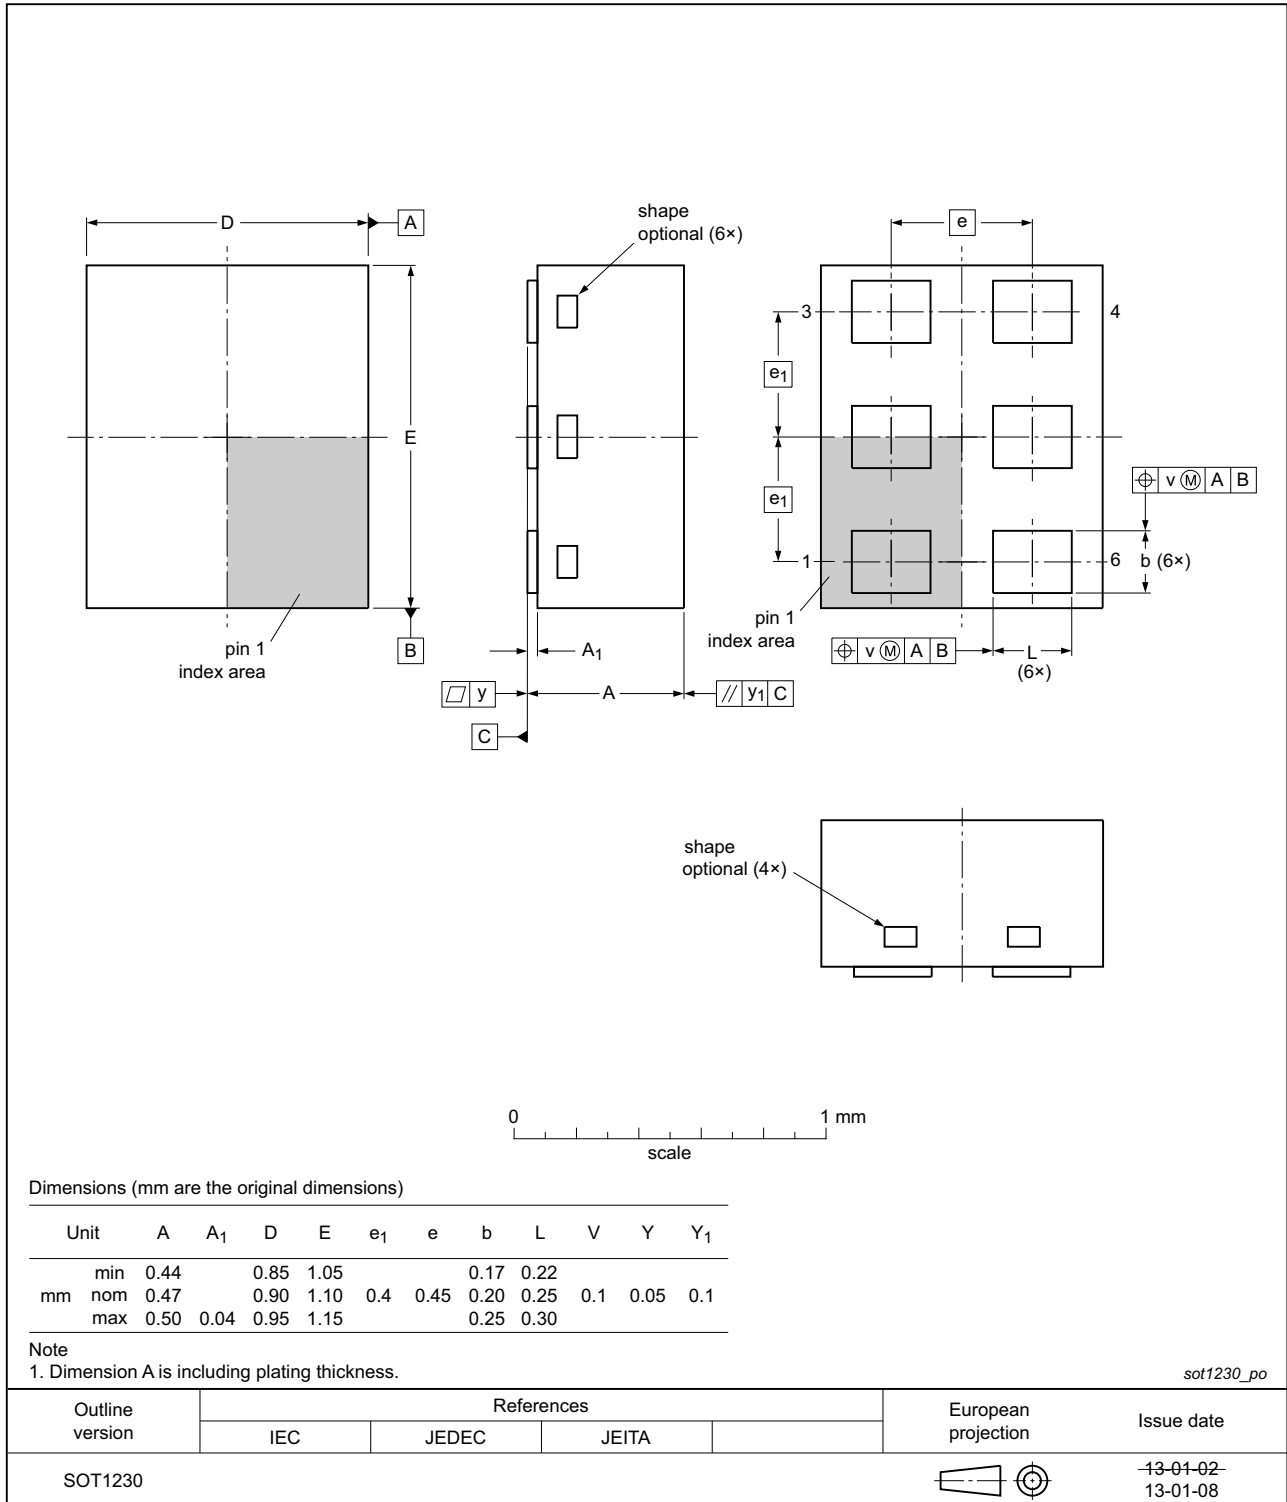 D
A
shape
optional (6×)
e
3
4
e1
E
e1
v Ⓜ A B
1
6
b (6×)
pin 1
index area
B
A1
pin 1
index area
v Ⓜ A B
L
(6×)
y
A
// y1 C
C
shape
optional (4×)
0
1 mm
scale
Dimensions (mm are the original dimensions)
Unit A A1 D E e1 e b L V Y Y1
min 0.44 0.85 1.05 0.17 0.22
mm nom 0.47 0.90 1.10 0.4 0.45 0.20 0.25 0.1 0.05 0.1
max 0.50 0.04 0.95 1.15 0.25 0.30
Note
1. Dimension A is including plating thickness.
sot1230_po
Outline version
References
European projection
Issue date
IEC JEDEC JEITA
SOT1230
13-01-02
13-01-08